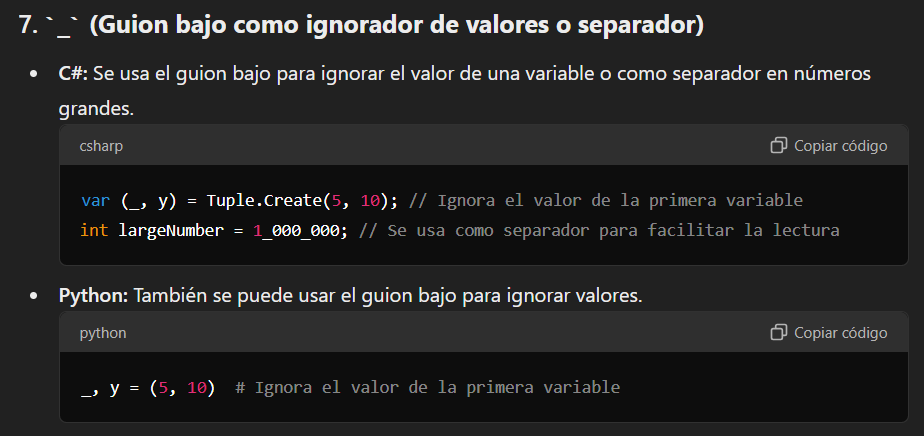 7. `_` (Guion bajo como ignorador de valores o separador)
• C#: Se usa el guion bajo para ignorar el valor de una variable o como separador en números
grandes.
csharp Copiar código
var (_, y) = Tuple.Create(5, 10); // Ignora el valor de la primera variable
int largeNumber = 1_000_000; // Se usa como separador para facilitar la lectura
• Python: También se puede usar el guion bajo para ignorar valores.
python Copiar código
_, y = (5, 10)  # Ignora el valor de la primera variable